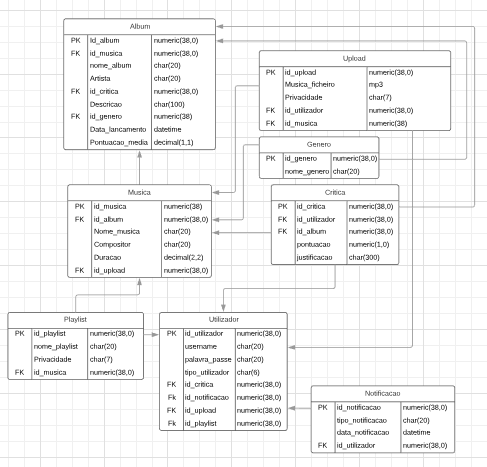 Album
PK Id_album numeric(38,0)
FK id_musica numeric(38,0)
nome_album char(20)
Artista char(20)
FK id_critica numeric(38,0)
Descricao char(100)
FK id_genero numeric(38)
Data_lancamento datetime
Pontuacao_media decimal(1,1)
Upload
PK id_upload numeric(38,0)
Musica_ficheiro mp3
Privacidade char(7)
FK id_utilizador numeric(38,0)
FK id_musica numeric(38)
Genero
PK id_genero numeric(38,0)
nome_genero char(20)
Musica
PK id_musica numeric(38)
FK id_album numeric(38,0)
Nome_musica char(20)
Compositor char(20)
Duracao decimal(2,2)
FK id_upload numeric(38,0)
Critica
PK id_critica numeric(38,0)
FK id_utilizador numeric(38,0)
FK id_album numeric(38,0)
pontuacao numeric(1,0)
justificacao char(300)
Playlist
PK id_playlist numeric(38,0)
nome_playlist char(20)
Privacidade char(7)
FK id_musica numeric(38,0)
Utilizador
PK id_utilizador numeric(38,0)
username char(20)
palavra_passe char(20)
tipo_utilizador char(6)
FK id_critica numeric(38,0)
Fk id_notificacao numeric(38,0)
FK id_upload numeric(38,0)
Fk id_playlist numeric(38,0)
Notificacao
PK id_notificacao numeric(38,0)
tipo_notificacao char(20)
data_notificacao datetime
FK id_utilizador numeric(38,0)